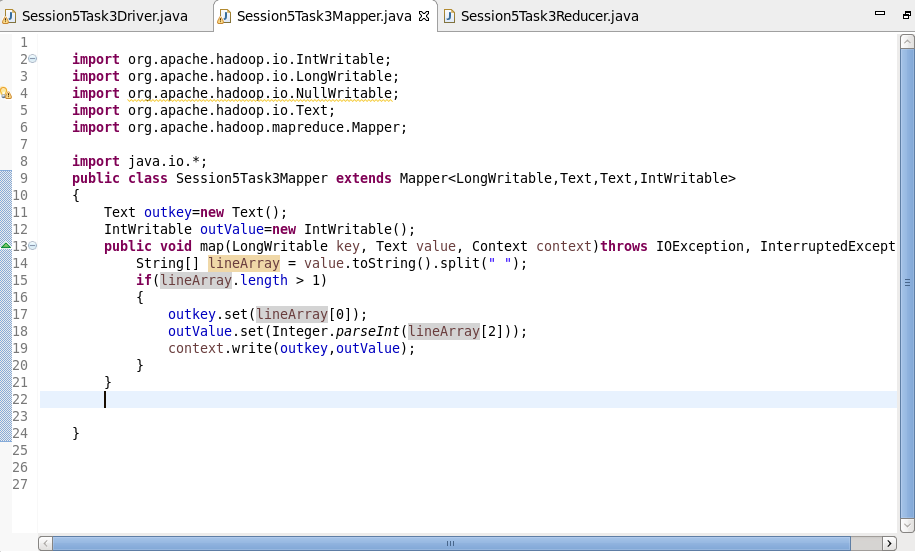 Session5Task3Driver.java Session5Task3Mapper.java Session5Task3Reducer.java
1
2 import org.apache.hadoop.io.IntWritable;
3 import org.apache.hadoop.io.LongWritable;
4 import org.apache.hadoop.io.NullWritable;
5 import org.apache.hadoop.io.Text;
6 import org.apache.hadoop.mapreduce.Mapper;
7
8 import java.io.*;
9 public class Session5Task3Mapper extends Mapper<LongWritable,Text,Text,IntWritable>
10 {
11 Text outkey=new Text();
12 IntWritable outValue=new IntWritable();
13 public void map(LongWritable key, Text value, Context context)throws IOException, InterruptedExcept
14 String[] lineArray = value.toString().split(" ");
15 if(lineArray.length > 1)
16 {
17 outkey.set(lineArray[0]);
18 outValue.set(Integer.parseInt(lineArray[2]));
19 context.write(outkey,outValue);
20 }
21 }
22
23
24 }
25
26
27